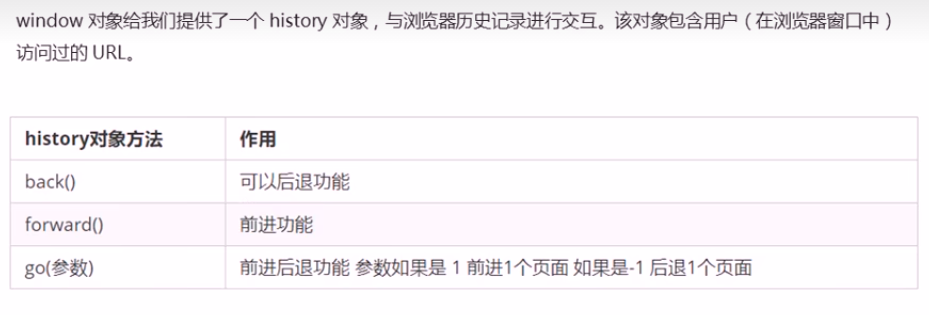 window 对象给我们提供了一个 history 对象，与浏览器历史记录进行交互。该对象包含用户（在浏览器窗口中）
访问过的 URL。
history对象方法 作用
back() 可以后退功能
forward() 前进功能
go(参数) 前进后退功能 参数如果是 1 前进1个页面 如果是-1 后退1个页面